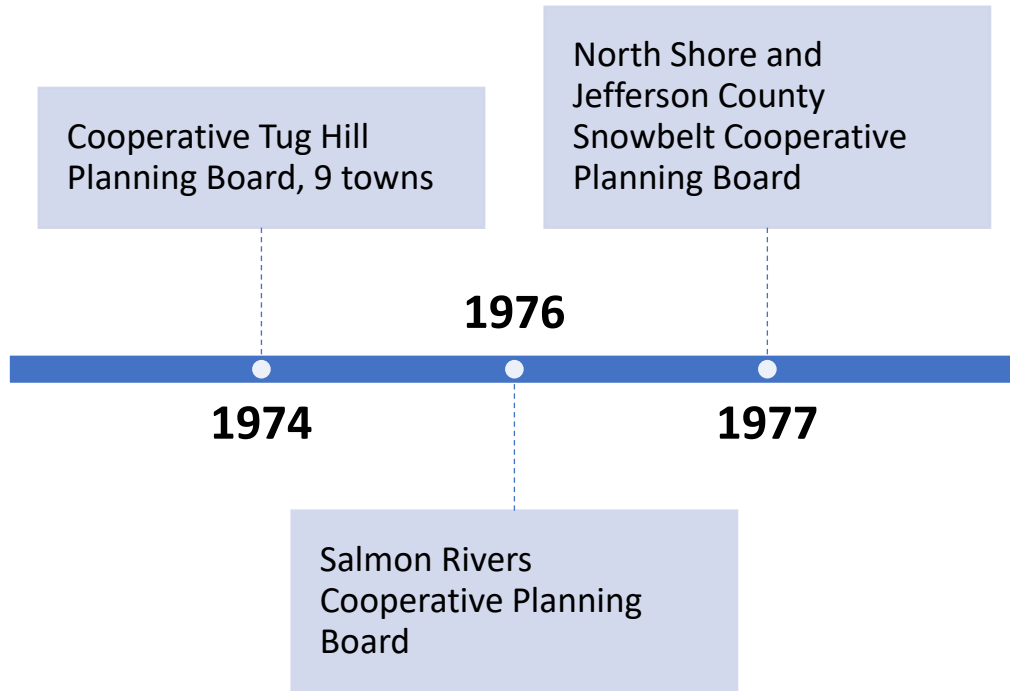 Cooperative Tug Hill
Planning Board, 9 towns
1974
1976
Salmon Rivers
Cooperative Planning
Board
North Shore and
Jefferson County
Snowbelt Cooperative
Planning Board
1977